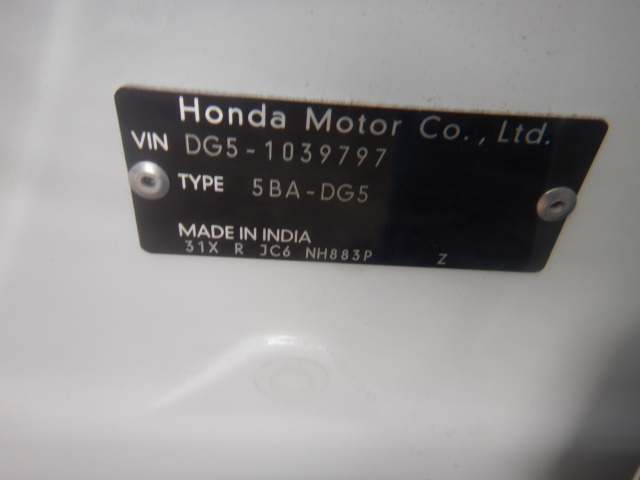 Honda Motor Co., Ltd.
VIN DG5-1039797
TYPE 5BA-DG5
MADE IN INDIA
31X R JC6 NH883P Z